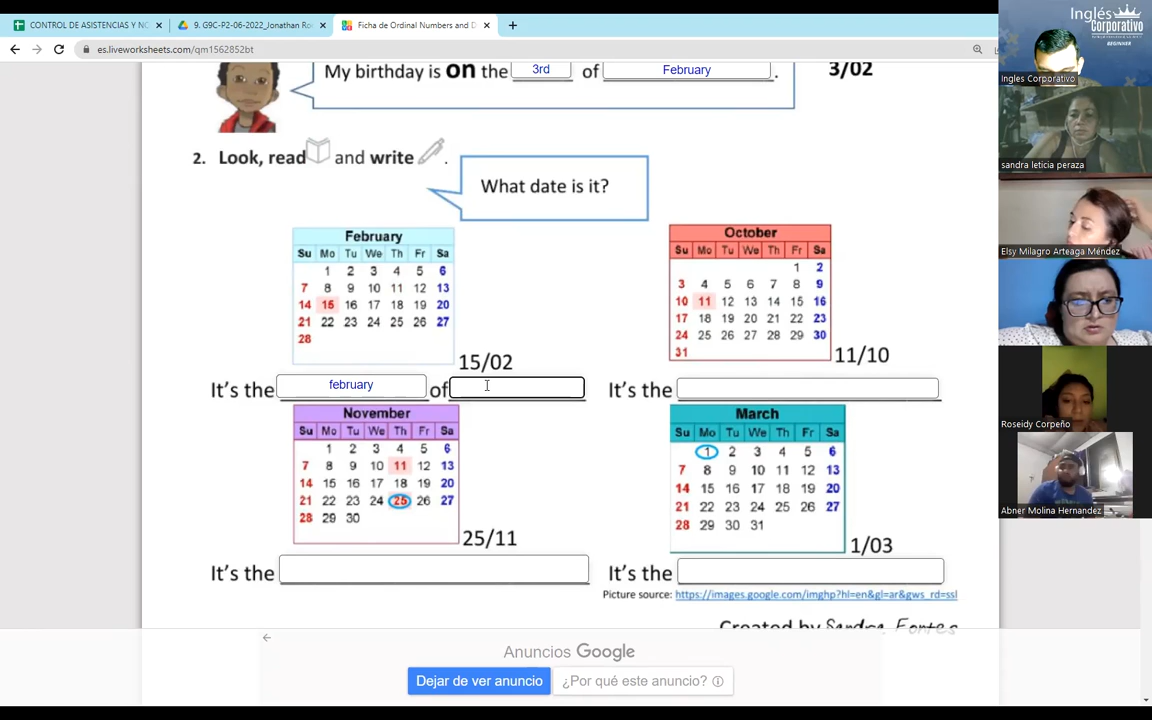 CONTROL DE ASISTENCIAS Y NO
9. G9C-P2-06-2022_Jonathan Ro
Ficha de Ordinal Numbers and D
es.liveworksheets.com/qm1562852bt
My birthday is on the 3rd of February.
3/02
2. Look, read and write.
What date is it?
February
Su Mo Tu We Th Fr Sa
1 2 3 4 5 6
7 8 9 10 11 12 13
14 15 16 17 18 19 20
21 22 23 24 25 26 27
28
15/02
It's the february of
October
Su Mo Tu We Th Fr Sa
1 2
3 4 5 6 7 8 9
10 11 12 13 14 15 16
17 18 19 20 21 22 23
24 25 26 27 28 29 30
31
11/10
It's the
November
Su Mo Tu We Th Fr Sa
1 2 3 4 5 6
7 8 9 10 11 12 13
14 15 16 17 18 19 20
21 22 23 24 25 26 27
28 29 30
25/11
It's the
March
Su Mo Tu We Th Fr Sa
1 2 3 4 5 6
7 8 9 10 11 12 13
14 15 16 17 18 19 20
21 22 23 24 25 26 27
28 29 30 31
1/03
It's the
Picture source: https://images.google.com/imghp?hl=en&gl=ar&gws_rd=ssl
Created by Sandra Fontes
Anuncios Google
Dejar de ver anuncio
¿Por qué este anuncio?
Inglés
Corporativo
BEGINNER
Ingles Corporativo
sandra leticia peraza
Elsy Milagro Arteaga Méndez
Roseidy Corpeño
Abner Molina Hernandez